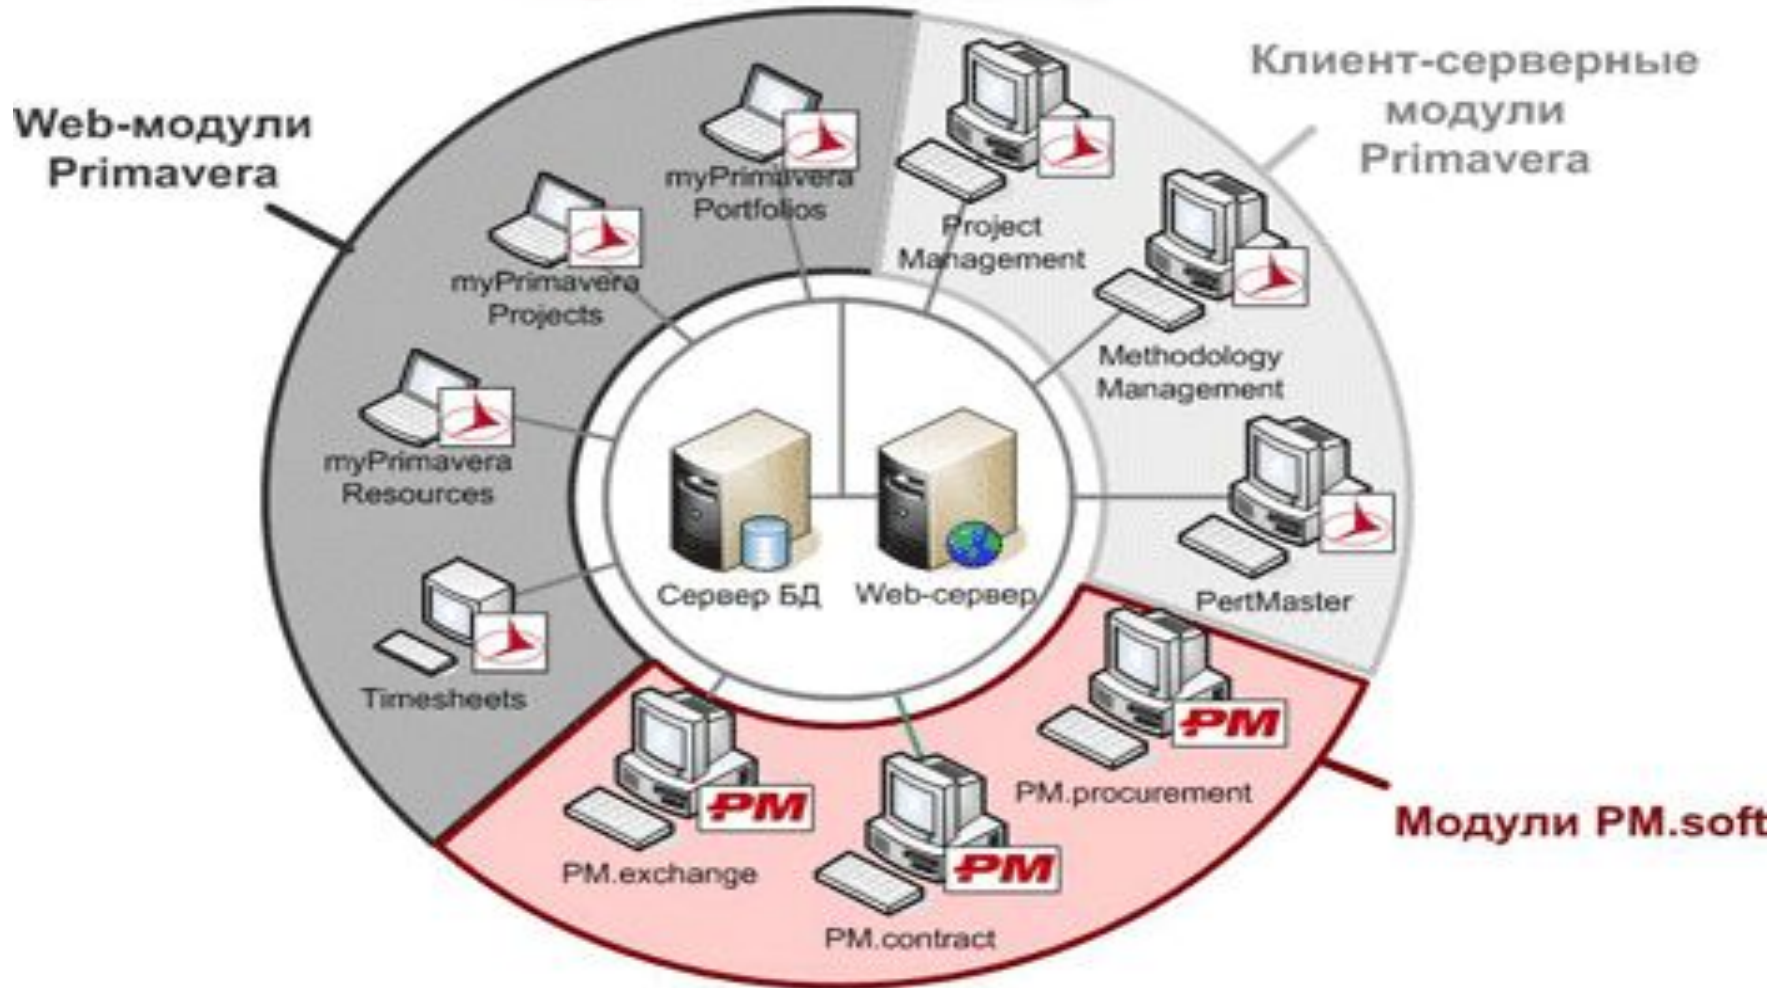 Web-модули
Primavera
Клиент-серверные
модули
Primavera
myPrimavera
Portfolios
myPrimavera
Projects
myPrimavera
Resources
Timesheets
Project
Management
Methodology
Management
PertMaster
Сервер БД
Web-сервер
PM
PM.procurement
PM
PM.exchange
PM
PM.contract
Модули PM.soft